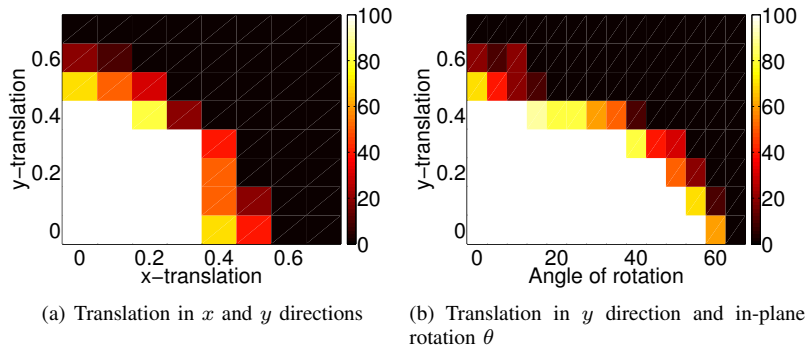 100
80
60
40
20
0
y−translation
0.6
0.4
0.2
0
0 0.2 0.4 0.6
x−translation
(a) Translation in x and y directions
100
80
60
40
20
0
y−translation
0.6
0.4
0.2
0
0 20 40 60
Angle of rotation
(b) Translation in y direction and in-plane
rotation θ